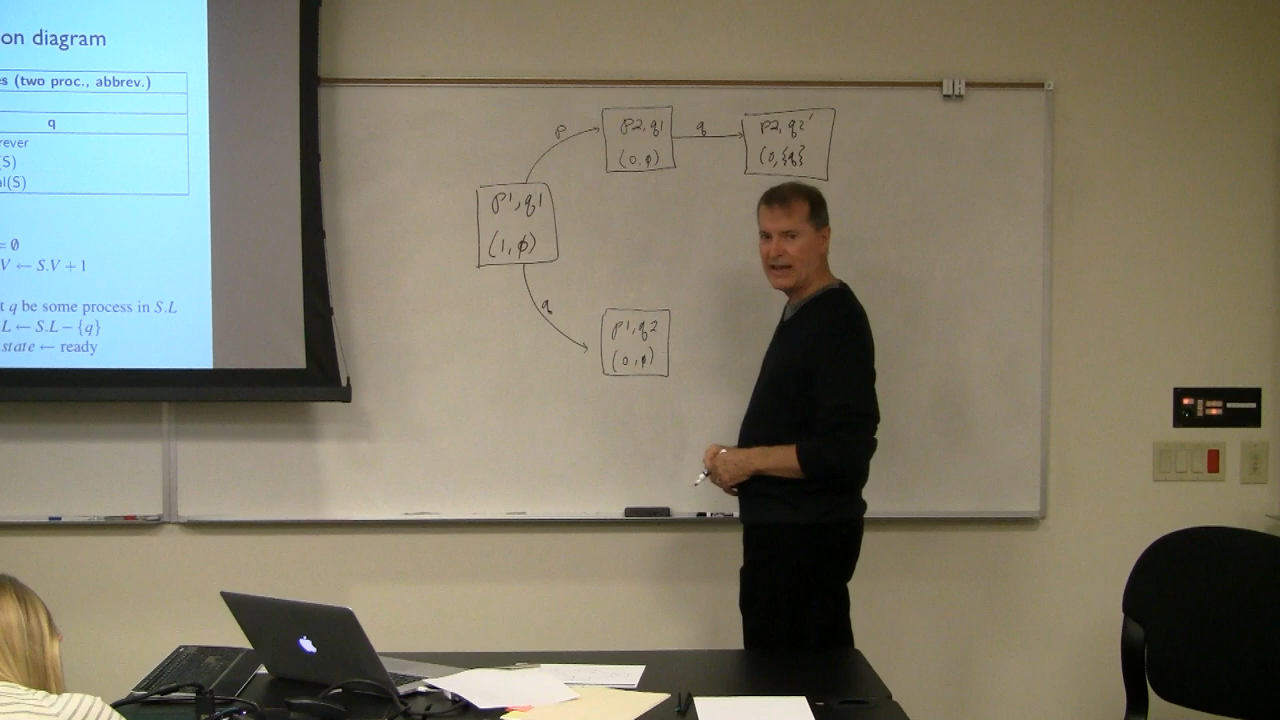 on diagram
s (two proc., abbrev.)
q
rever
(S)
al(S)
= ∅
V ← S.V + 1
t q be some process in S.L
L ← S.L − {q}
state ← ready
p
p2, q1
(0, ϕ)
q
p2, q2'
(0, {q}
p1, q1
(1, ϕ)
q
p1, q2
(0, ϕ)